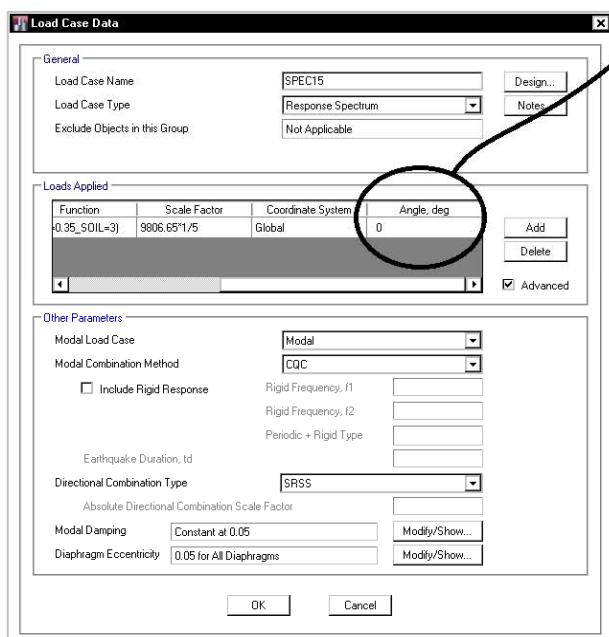 Load Case Data
General
Load Case Name SPEC15 Design...
Load Case Type Response Spectrum Notes
Exclude Objects in this Group Not Applicable
Loads Applied
Function Scale Factor Coordinate System Angle, deg
=0.35_SOIL=3) 9806.65*1/5 Global 0 Add
Delete
Advanced
Other Parameters
Modal Load Case Modal
Modal Combination Method CQC
Include Rigid Response Rigid Frequency, f1
Rigid Frequency, f2
Periodic + Rigid Type
Earthquake Duration, td
Directional Combination Type SRSS
Absolute Directional Combination Scale Factor
Modal Damping Constant at 0.05 Modify/Show...
Diaphragm Eccentricity 0.05 for All Diaphragms Modify/Show...
OK Cancel